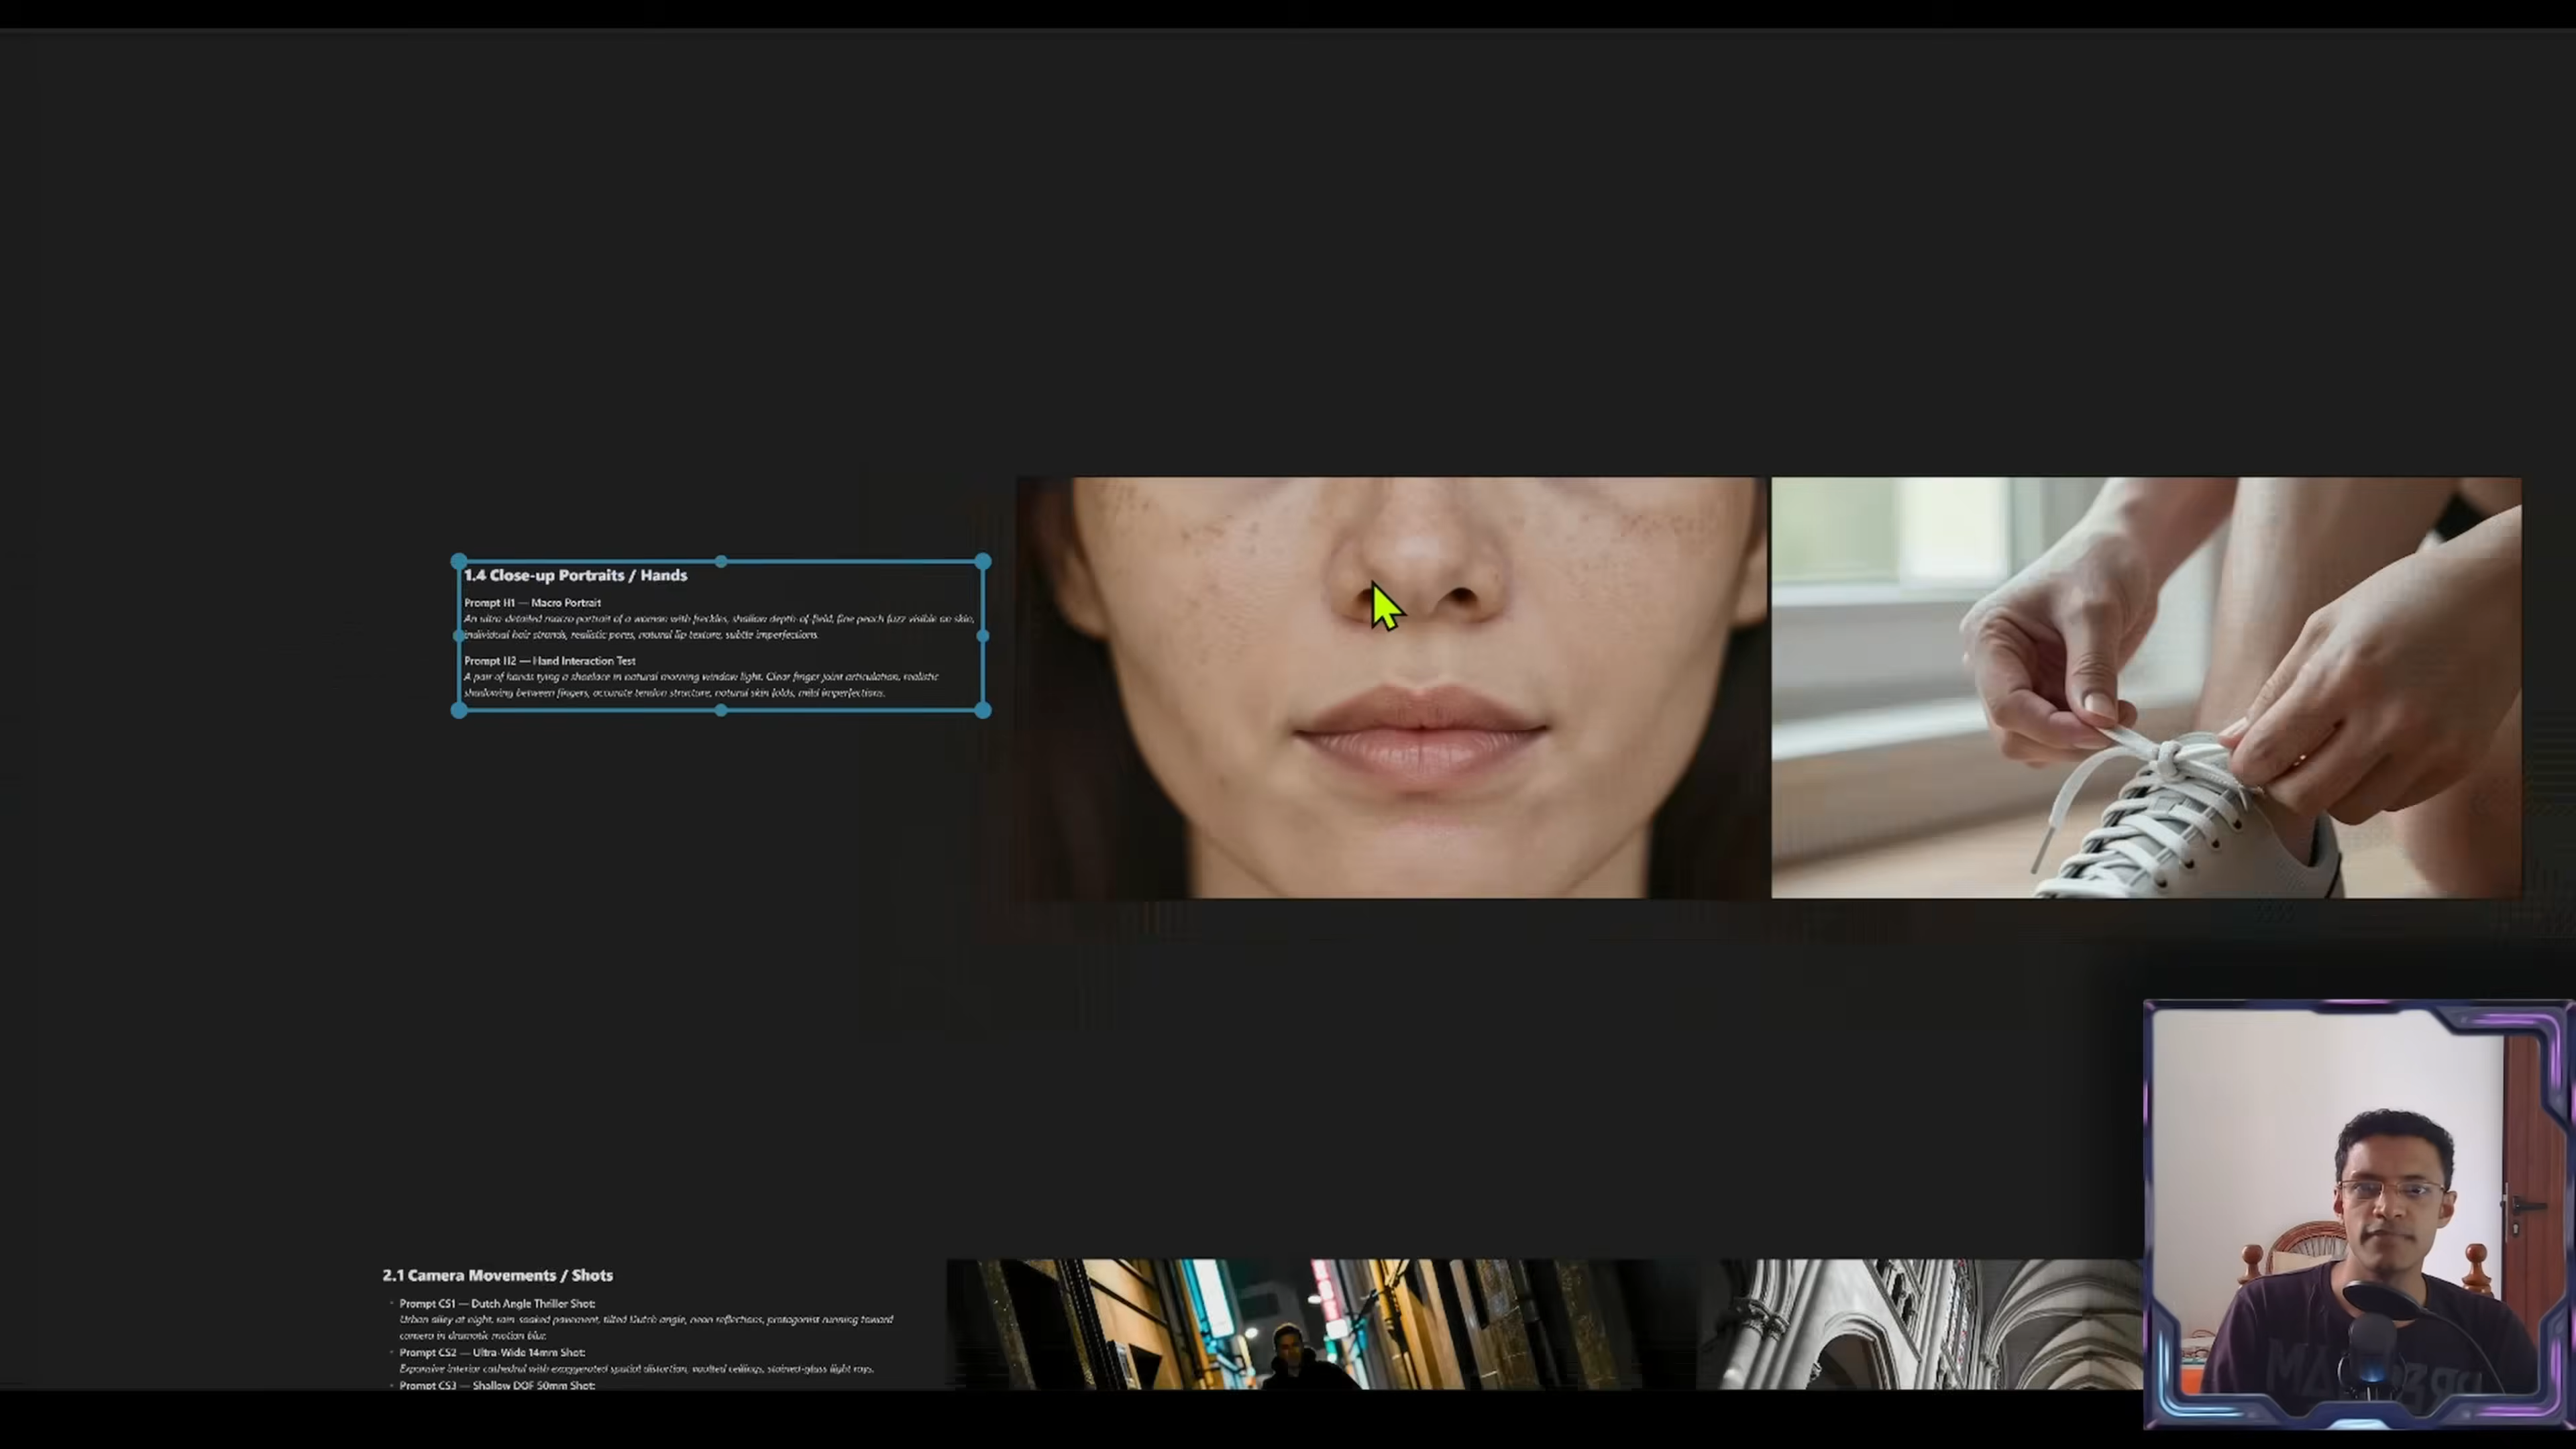 1.4 Close-up Portraits / Hands
Prompt H1 — Macro Portrait
An ultra-detailed macro portrait of a woman with freckles, shallow depth-of-field, fine peach fuzz visible on skin,
individual hair strands, realistic pores, natural lip texture, subtle imperfections.
Prompt H2 — Hand Interaction Test
A pair of hands tying a shoelace in natural morning window light. Clear finger joint articulation, realistic
shadowing between fingers, accurate tendon structure, natural skin folds, mild imperfections.
2.1 Camera Movements / Shots
Prompt CS1 — Dutch Angle Thriller Shot:
Urban alley at night, rain-soaked pavement, tilted Dutch angle, neon reflections, protagonist running toward
camera in dramatic motion blur.
Prompt CS2 — Ultra-Wide 14mm Shot:
Expansive interior cathedral with exaggerated spatial distortion, vaulted ceilings, stained-glass light rays.
Prompt CS3 — Shallow DOF 50mm Shot: